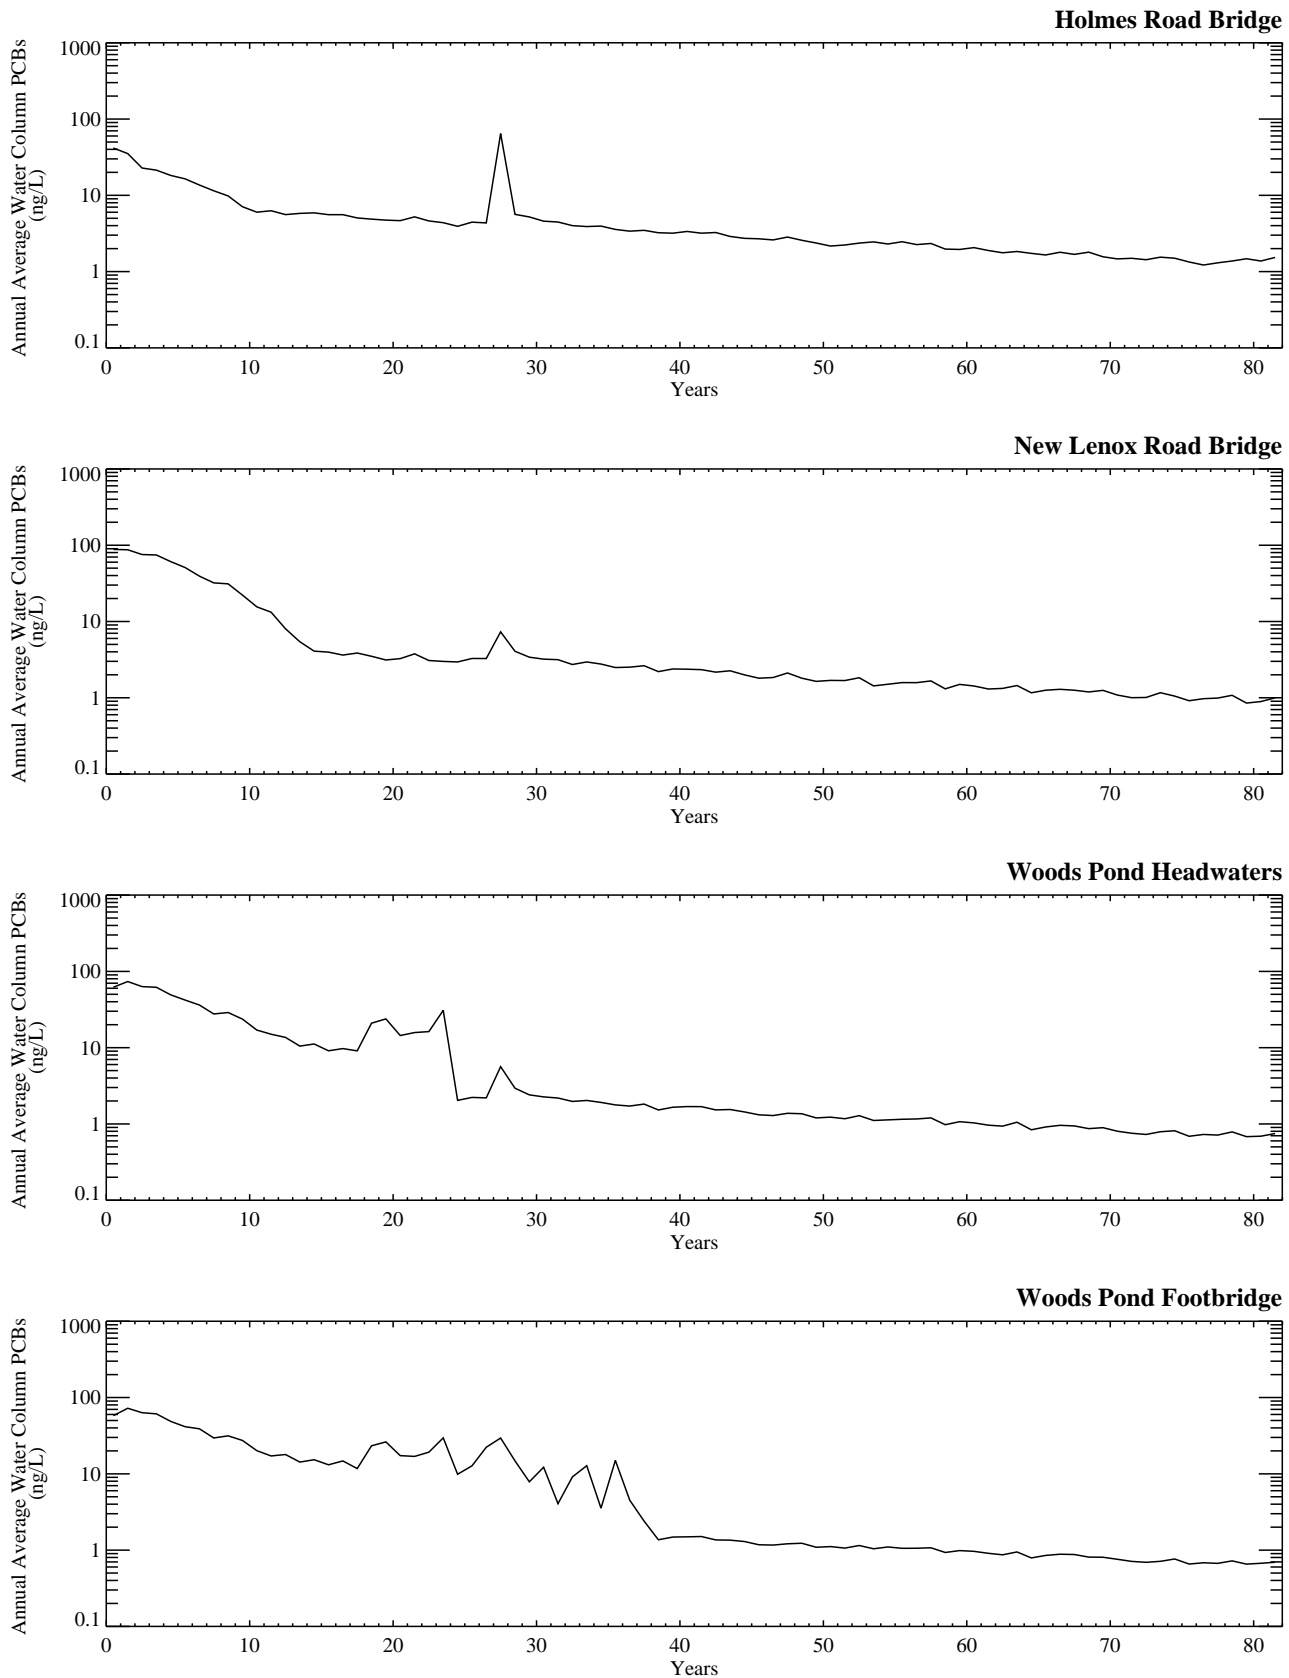 Holmes Road Bridge
Annual Average Water Column PCBs
(ng/L)
1000
100
10
1
0.1
0 10 20 30 40 50 60 70 80
Years
New Lenox Road Bridge
Annual Average Water Column PCBs
(ng/L)
1000
100
10
1
0.1
0 10 20 30 40 50 60 70 80
Years
Woods Pond Headwaters
Annual Average Water Column PCBs
(ng/L)
1000
100
10
1
0.1
0 10 20 30 40 50 60 70 80
Years
Woods Pond Footbridge
Annual Average Water Column PCBs
(ng/L)
1000
100
10
1
0.1
0 10 20 30 40 50 60 70 80
Years